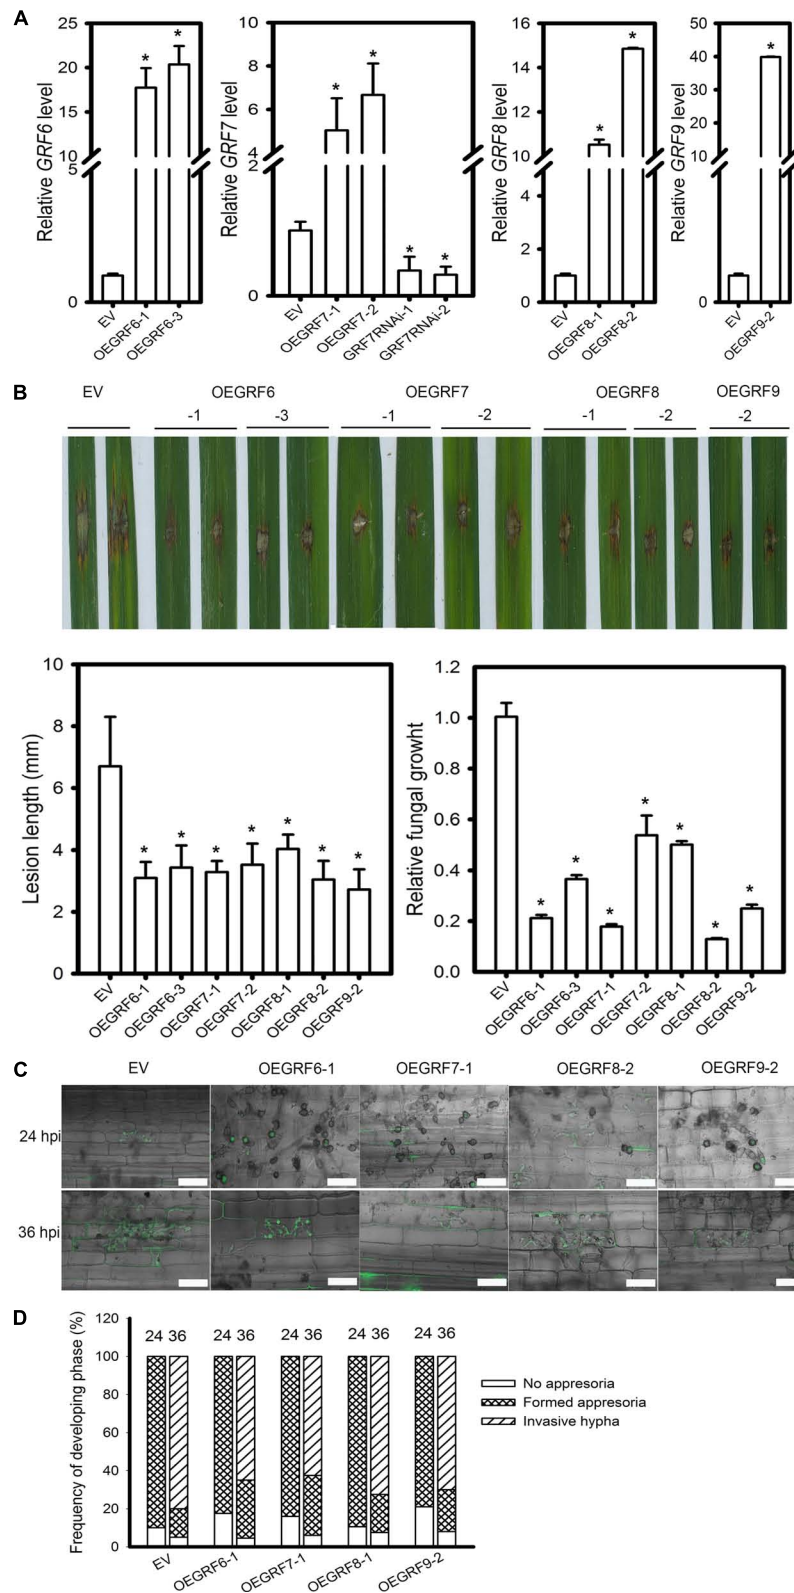 A
Relative GRF6 level
25
20
15
10
5
0
EV
OEGRF6-1
OEGRF6-3
* *
Relative GRF7 level
10
8
6
4
2
0
EV
OEGRF7-1
OEGRF7-2
GRF7RNAi-1
GRF7RNAi-2
* * * *
Relative GRF8 level
16
14
12
10
4
2
0
EV
OEGRF8-1
OEGRF8-2
* *
Relative GRF9 level
50
40
30
20
10
0
EV
OEGRF9-2
*
B
EV OEGRF6 OEGRF7 OEGRF8 OEGRF9
-1 -3 -1 -2 -1 -2 -2
Lesion length (mm)
10
8
6
4
2
0
* * * * * * *
EV
OEGRF6-1
OEGRF6-3
OEGRF7-1
OEGRF7-2
OEGRF8-1
OEGRF8-2
OEGRF9-2
Relative fungal growht
1.2
1.0
0.8
0.6
0.4
0.2
0.0
* * * * * * *
EV
OEGRF6-1
OEGRF6-3
OEGRF7-1
OEGRF7-2
OEGRF8-1
OEGRF8-2
OEGRF9-2
C
EV OEGRF6-1 OEGRF7-1 OEGRF8-2 OEGRF9-2
24 hpi
36 hpi
D
Frequency of developing phase (%)
120
100
80
60
40
20
0
24 36 24 36 24 36 24 36 24 36
EV
OEGRF6-1
OEGRF7-1
OEGRF8-1
OEGRF9-2
No appresoria
Formed appresoria
Invasive hypha